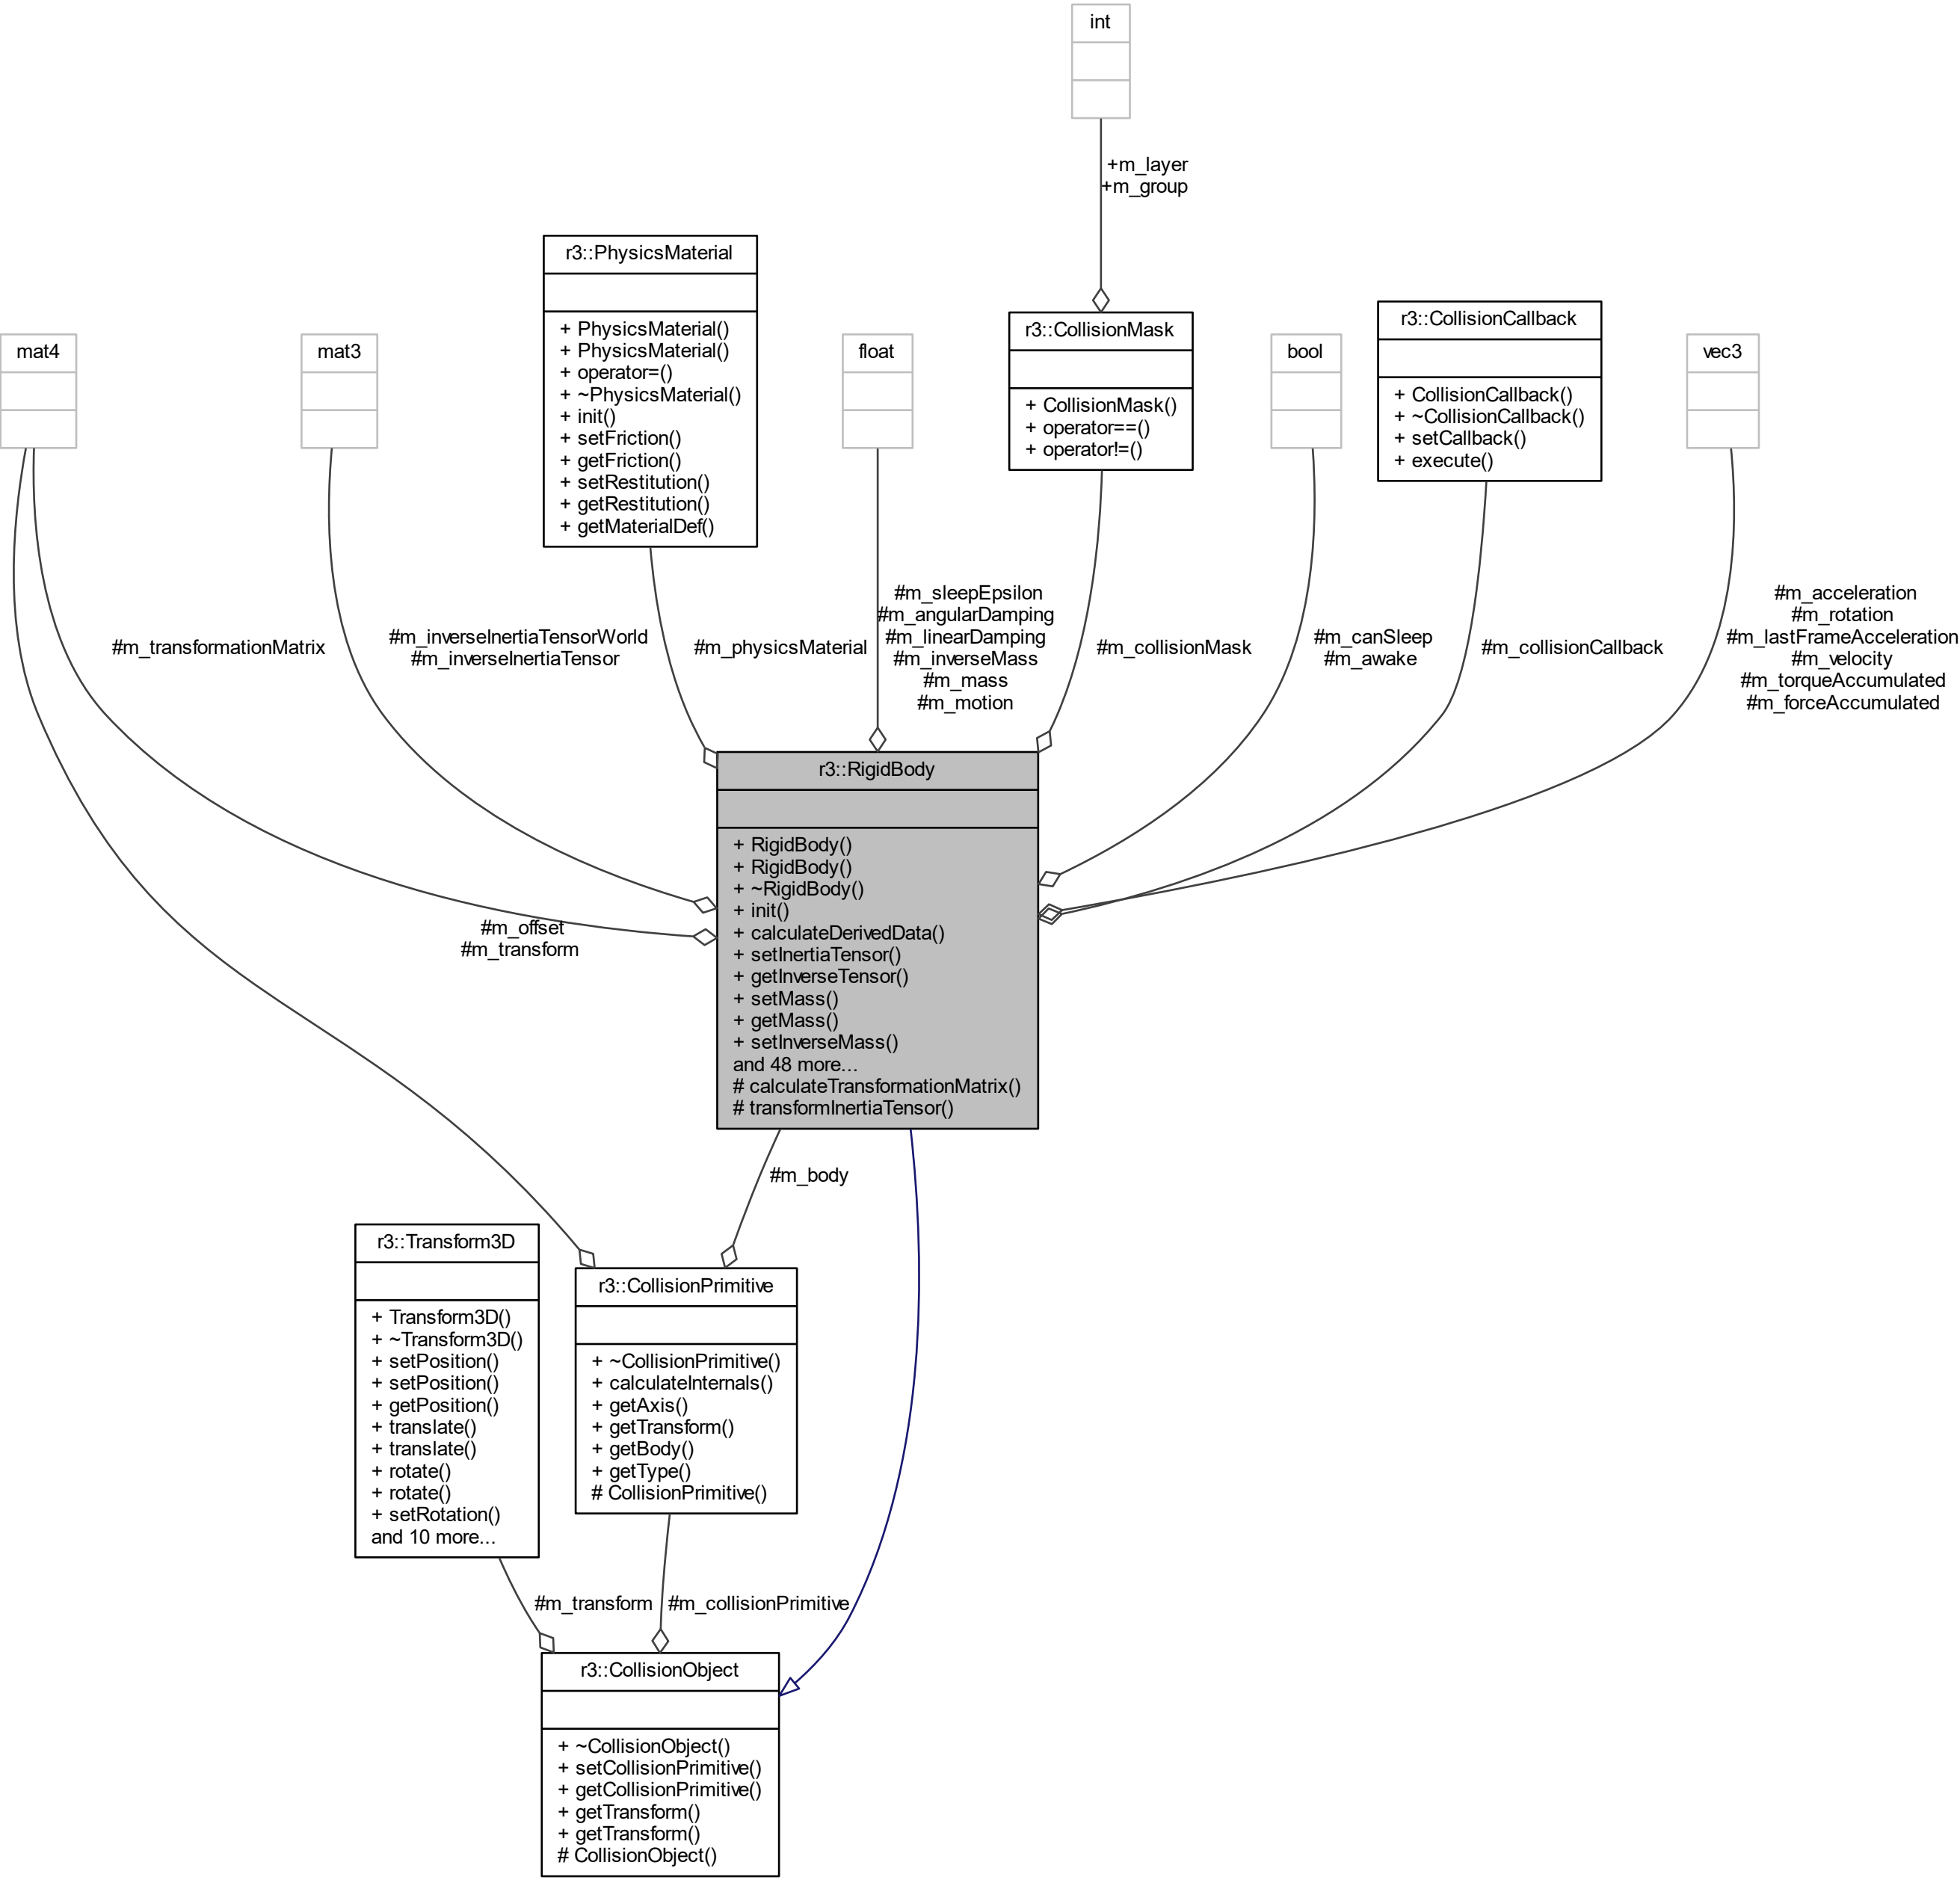 int
+m_layer
+m_group
r3::PhysicsMaterial
+ PhysicsMaterial()
+ PhysicsMaterial()
+ operator=()
+ ~PhysicsMaterial()
+ init()
+ setFriction()
+ getFriction()
+ setRestitution()
+ getRestitution()
+ getMaterialDef()
r3::CollisionMask
+ CollisionMask()
+ operator==()
+ operator!=()
r3::CollisionCallback
+ CollisionCallback()
+ ~CollisionCallback()
+ setCallback()
+ execute()
mat4
mat3
float
bool
vec3
#m_transformationMatrix
#m_inverseInertiaTensorWorld
#m_inverseInertiaTensor
#m_physicsMaterial
#m_sleepEpsilon
#m_angularDamping
#m_linearDamping
#m_inverseMass
#m_mass
#m_motion
#m_collisionMask
#m_canSleep
#m_awake
#m_collisionCallback
#m_acceleration
#m_rotation
#m_lastFrameAcceleration
#m_velocity
#m_torqueAccumulated
#m_forceAccumulated
r3::RigidBody
+ RigidBody()
+ RigidBody()
+ ~RigidBody()
+ init()
+ calculateDerivedData()
+ setInertiaTensor()
+ getInverseTensor()
+ setMass()
+ getMass()
+ setInverseMass()
and 48 more...
# calculateTransformationMatrix()
# transformInertiaTensor()
#m_offset
#m_transform
#m_body
r3::Transform3D
+ Transform3D()
+ ~Transform3D()
+ setPosition()
+ setPosition()
+ getPosition()
+ translate()
+ translate()
+ rotate()
+ rotate()
+ setRotation()
and 10 more...
r3::CollisionPrimitive
+ ~CollisionPrimitive()
+ calculateInternals()
+ getAxis()
+ getTransform()
+ getBody()
+ getType()
# CollisionPrimitive()
#m_transform
#m_collisionPrimitive
r3::CollisionObject
+ ~CollisionObject()
+ setCollisionPrimitive()
+ getCollisionPrimitive()
+ getTransform()
+ getTransform()
# CollisionObject()